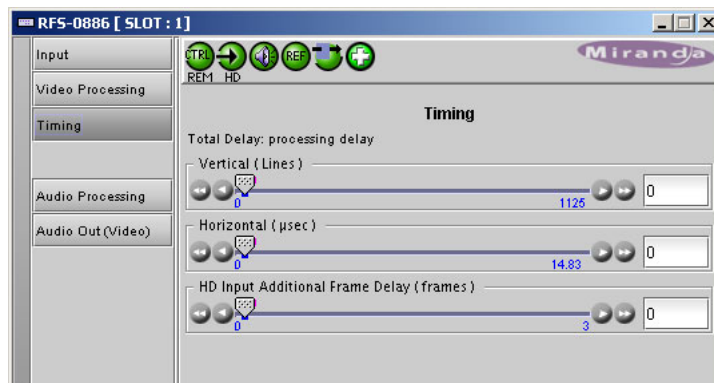 RFS-0886 [ SLOT : 1]
Input
Video Processing
Timing
Audio Processing
Audio Out (Video)
CTRL
REF
REM HD
Miranda
Timing
Total Delay: processing delay
Vertical ( Lines )
0 1125 0
Horizontal ( µsec )
0 14.83 0
HD Input Additional Frame Delay ( frames )
0 3 0